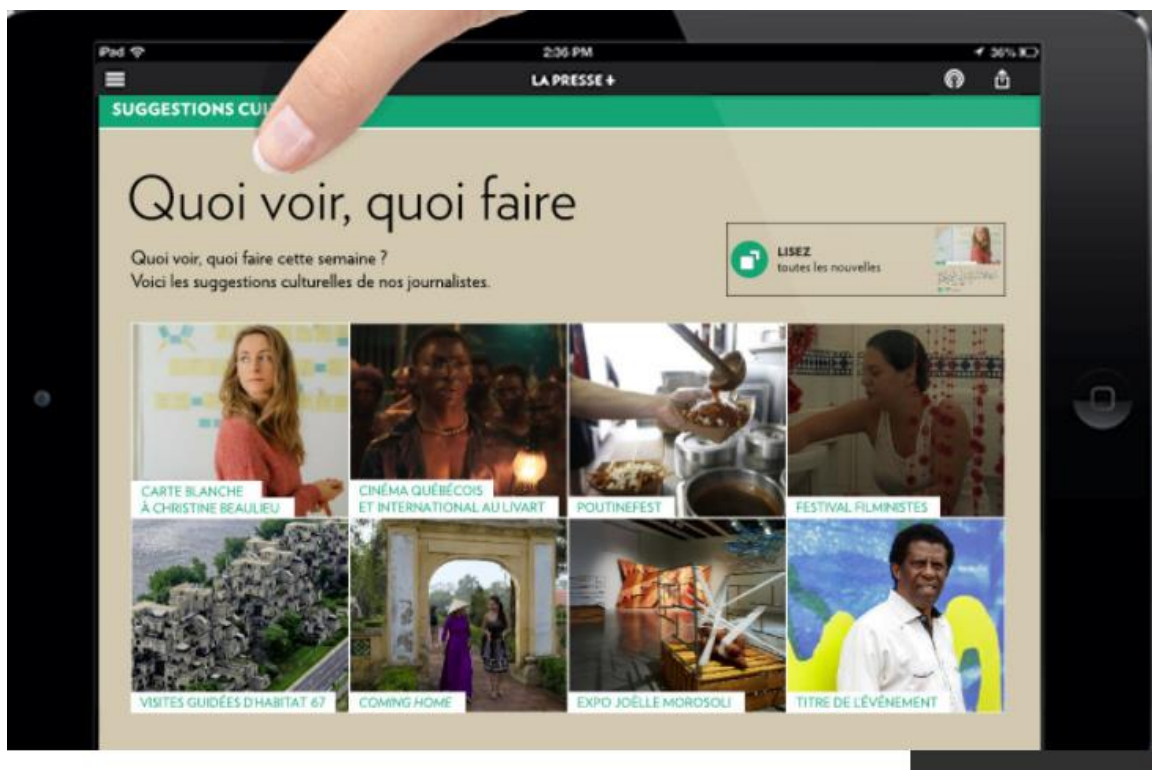 iPad
2:36 PM
36%
LA PRESSE +
SUGGESTIONS
Quoi voir, quoi faire
Quoi voir, quoi faire cette semaine ?
Voici les suggestions culturelles de nos journalistes.
LISEZ
toutes les nouvelles
CARTE BLANCHE
À CHRISTINE BEAULIEU
CINÉMA QUÉBÉCOIS
ET INTERNATIONAL AU LIVART
POUTINEFEST
FESTIVAL FILMINISTES
VISITES GUIDÉES D'HABITAT 67
COMING HOME
EXPO JOËLLE MOROSOLI
TITRE DE L'ÉVÉNEMENT